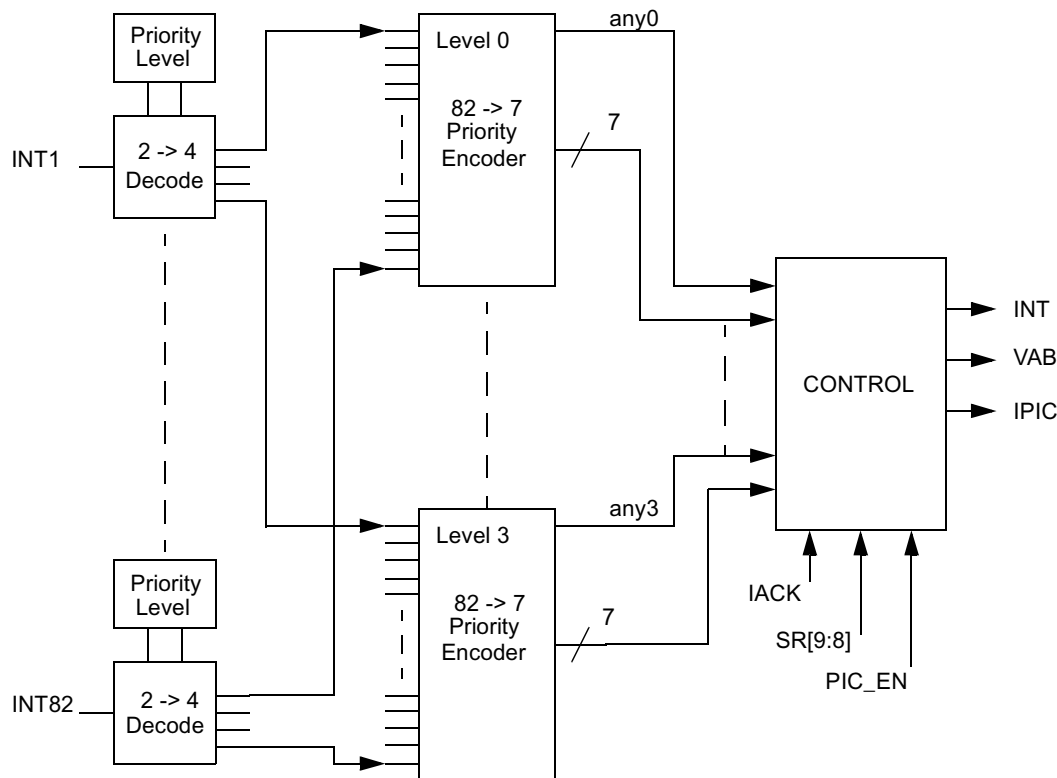 Priority
Level
INT1
2 -> 4
Decode
Level 0
82 -> 7
Priority
Encoder
any0
7
CONTROL
INT
VAB
IPIC
IACK
SR[9:8]
PIC_EN
Priority
Level
INT82
2 -> 4
Decode
Level 3
82 -> 7
Priority
Encoder
any3
7